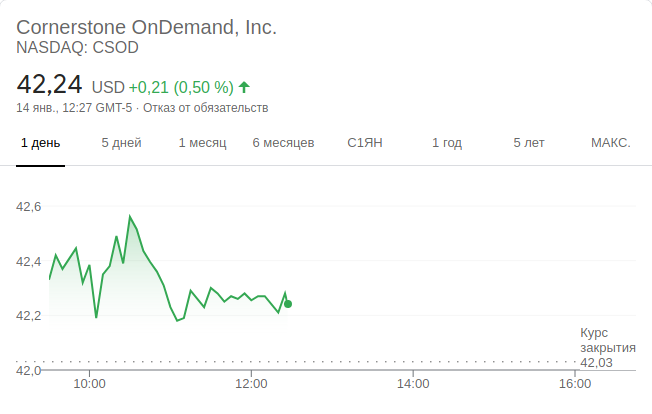 Cornerstone OnDemand, Inc.
NASDAQ: CSOD
42,24 USD +0,21 (0,50 %)
14 янв., 12:27 GMT-5 · Отказ от обязательств
1 день 5 дней 1 месяц 6 месяцев С1ЯН 1 год 5 лет МАКС.
42,6
42,4
42,2
Курс
закрытия
42,03
42,0
10:00 12:00 14:00 16:00